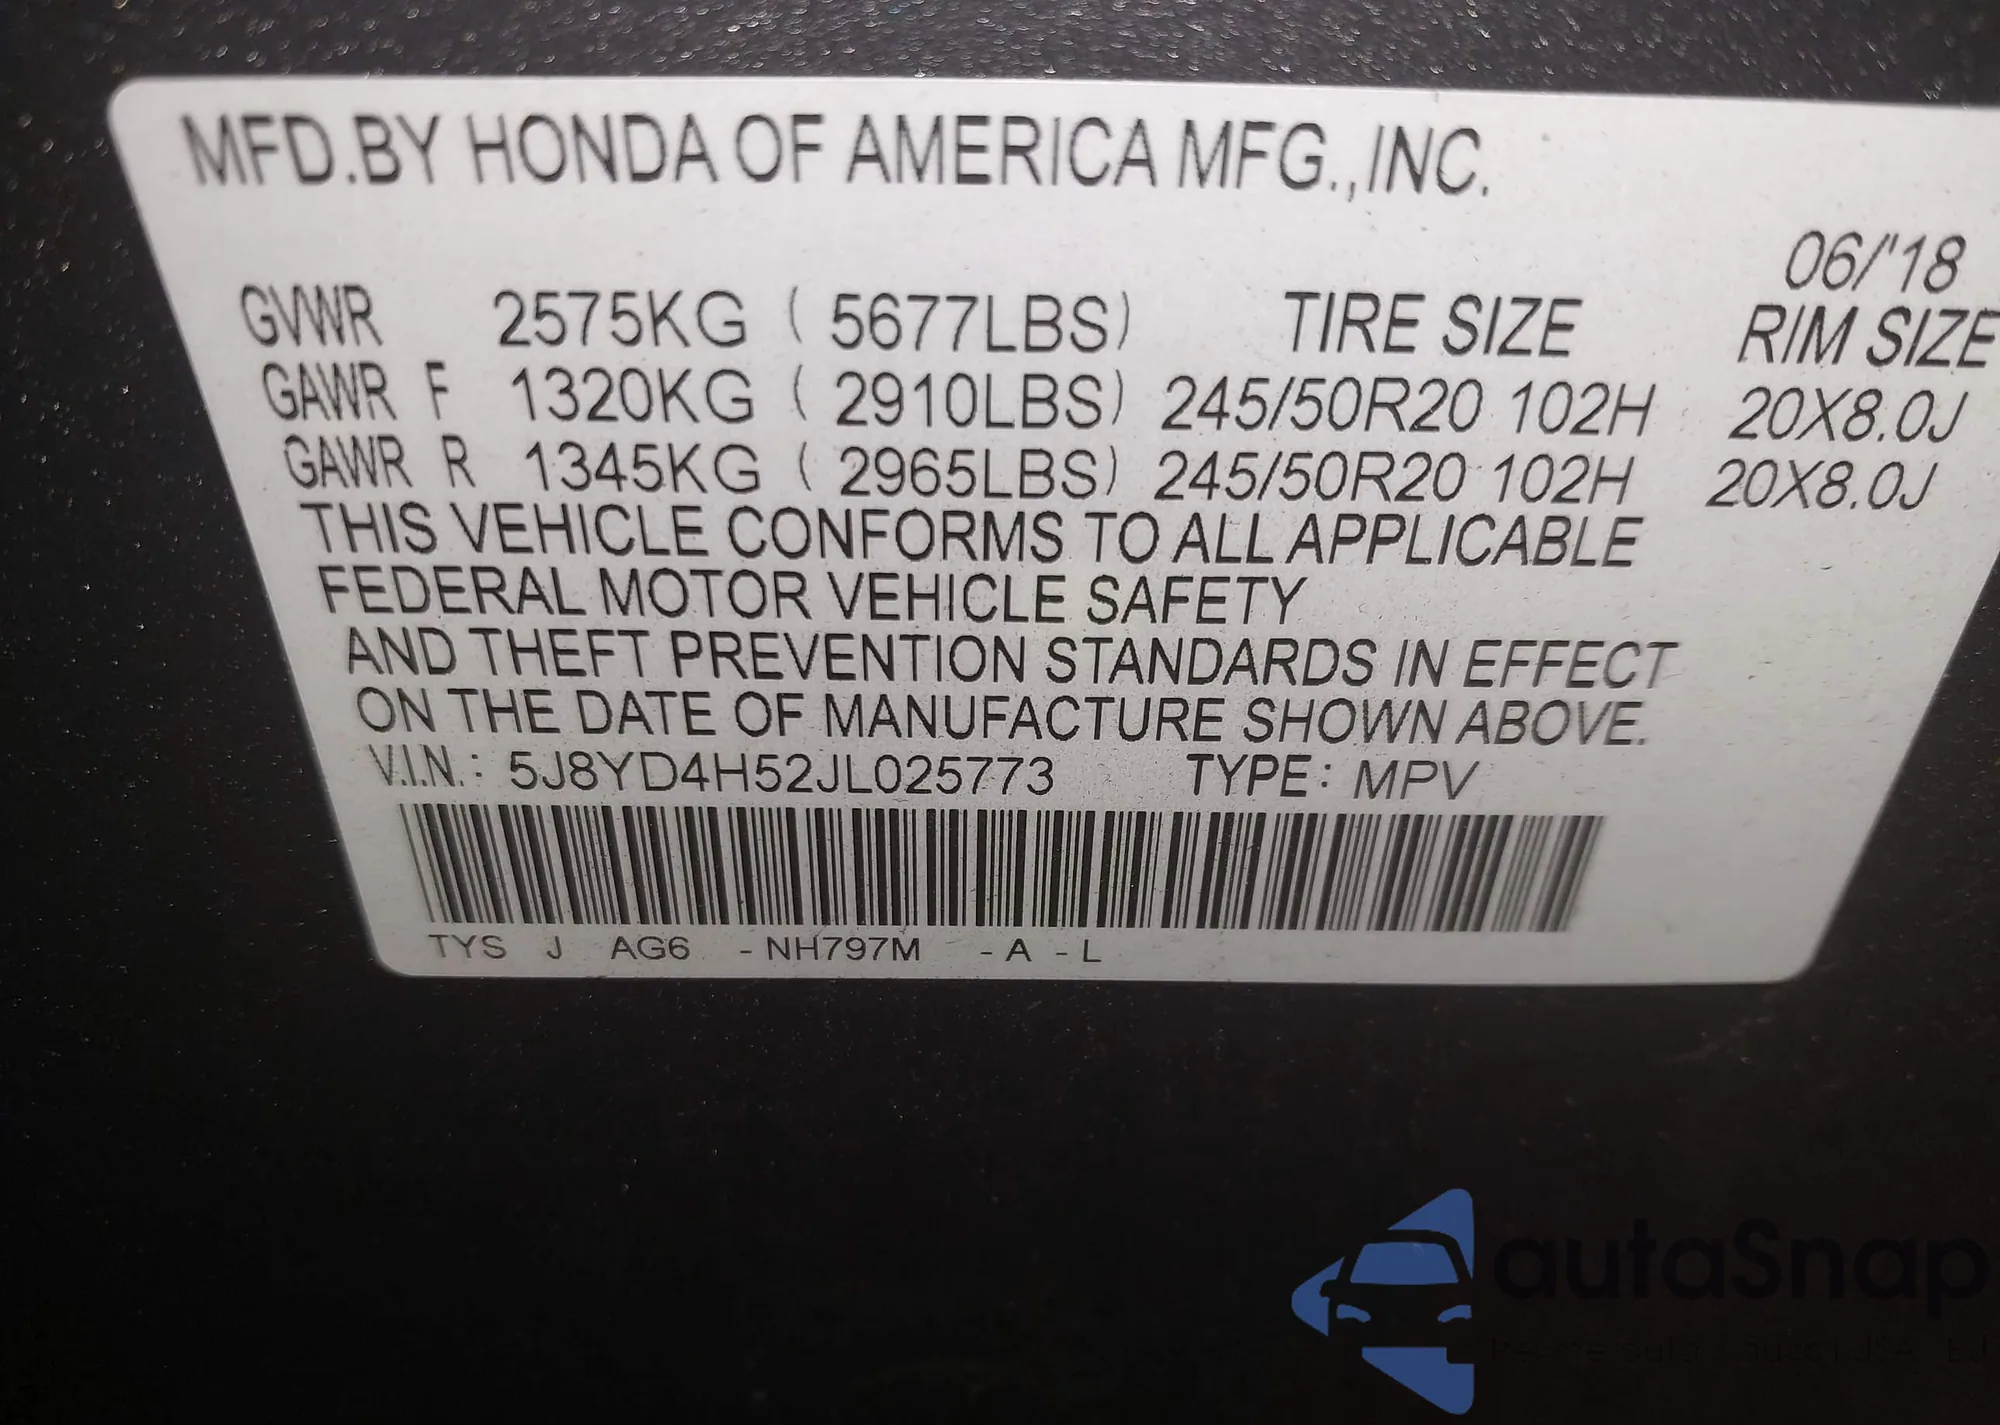 MFD.BY HONDA OF AMERICA MFG.,INC.
06/'18
GVWR 2575KG ( 5677LBS) TIRE SIZE RIM SIZE
GAWR F 1320KG ( 2910LBS) 245/50R20 102H 20X8.0J
GAWR R 1345KG ( 2965LBS) 245/50R20 102H 20X8.0J
THIS VEHICLE CONFORMS TO ALL APPLICABLE
FEDERAL MOTOR VEHICLE SAFETY
AND THEFT PREVENTION STANDARDS IN EFFECT
ON THE DATE OF MANUFACTURE SHOWN ABOVE.
V.I.N.: 5J8YD4H52JL025773 TYPE: MPV
TYS J AG6 -NH797M -A -L
autaSnap